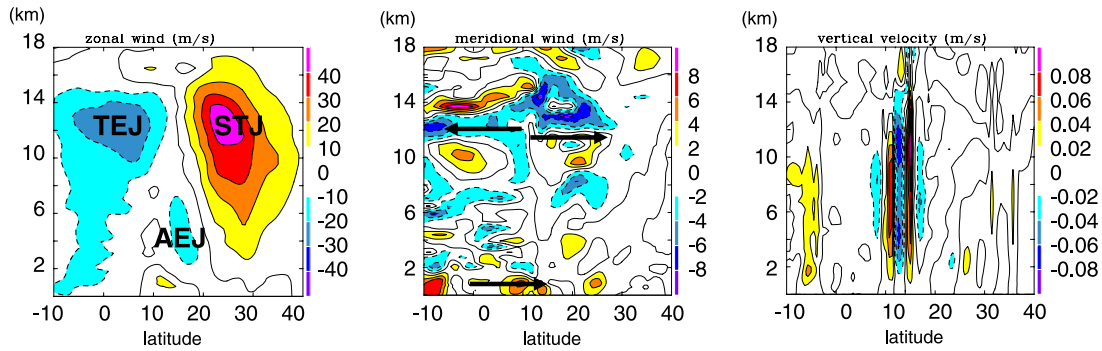 (km)
zonal wind (m/s)
18
14
10
6
2
TEJ
STJ
AEJ
40
30
20
10
0
-10
-20
-30
-40
-10 0 10 20 30 40
latitude
(km)
meridional wind (m/s)
18
14
10
6
2
8
6
4
2
0
-2
-4
-6
-8
-10 0 10 20 30 40
latitude
(km)
vertical velocity (m/s)
18
14
10
6
2
0.08
0.06
0.04
0.02
0
-0.02
-0.04
-0.06
-0.08
-10 0 10 20 30 40
latitude